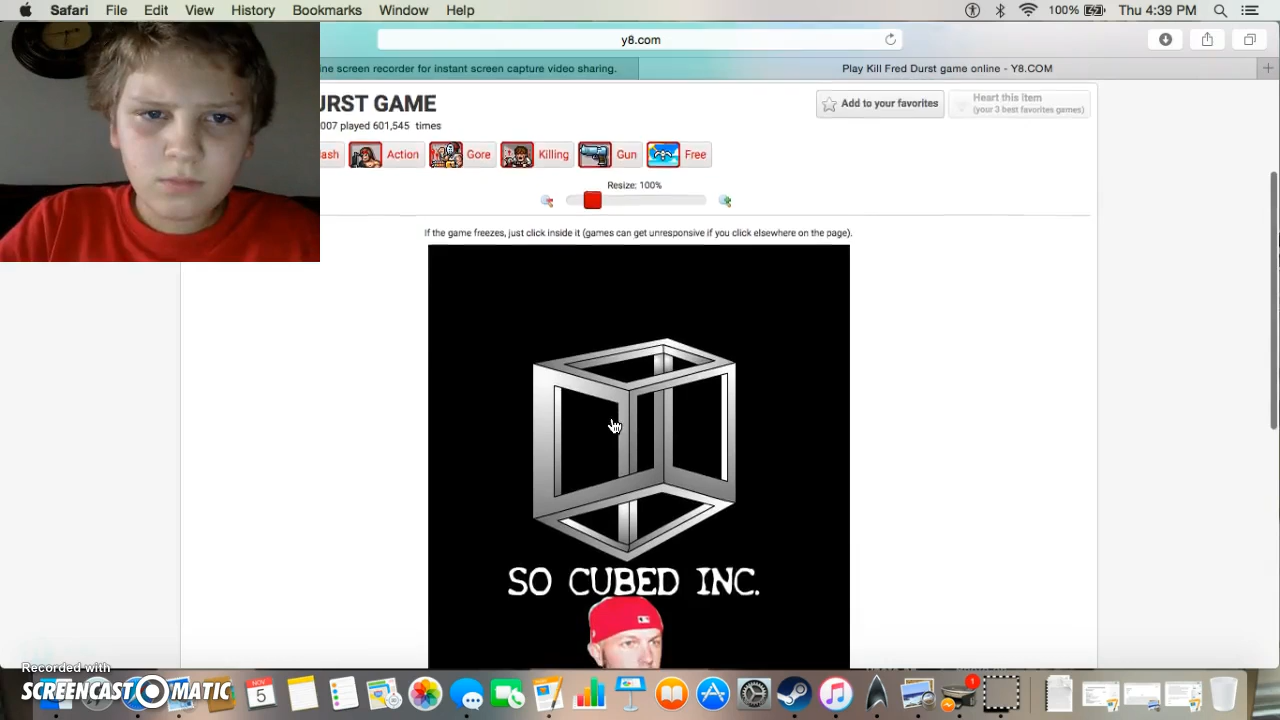 Safari File Edit View History Bookmarks Window Help 100% Thu 4:39 PM
y8.com
ne screen recorder for instant screen capture video sharing. Play Kill Fred Durst game online - Y8.COM
URST GAME
Add to your favorites
Heart this item
(your 3 best favorites games)
007 played 601,545 times
ash Action Gore Killing Gun Free
Resize: 100%
If the game freezes, just click inside it (games can get unresponsive if you click elsewhere on the page).
SO CUBED INC.
Recorded with
SCREENCAST MATIC
NOV
5
1